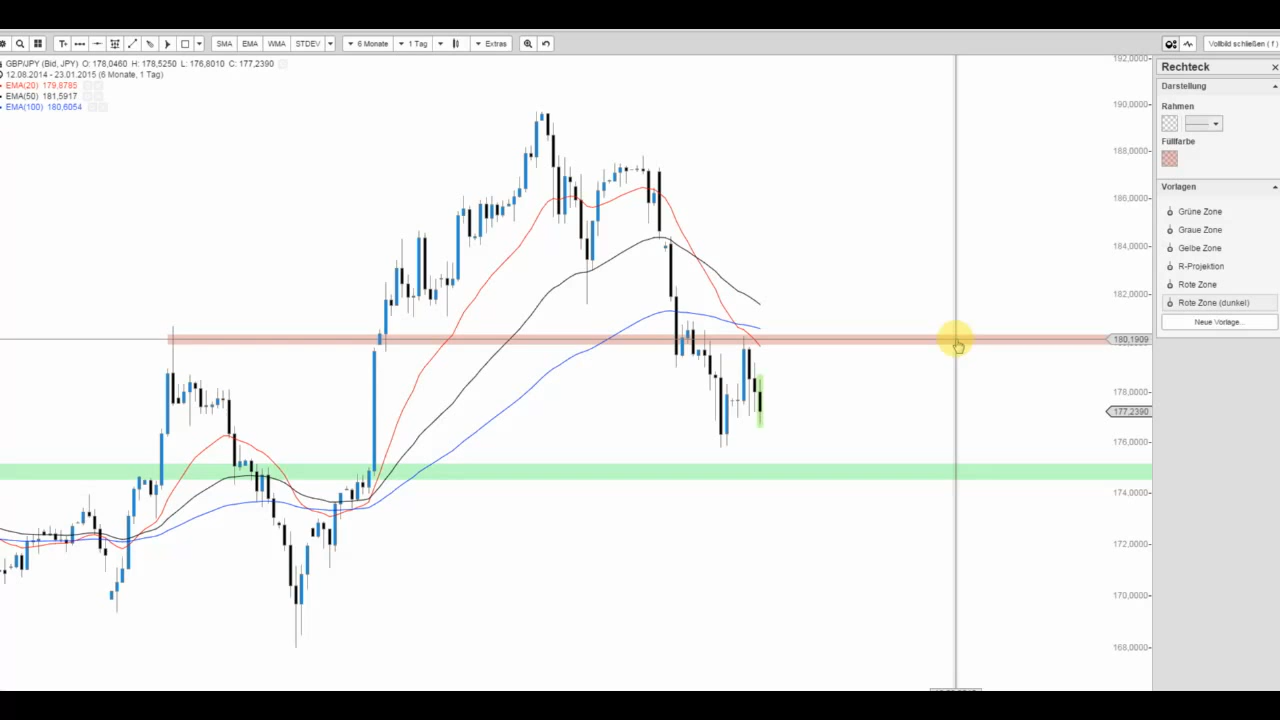 SMA EMA WMA STDEV 6 Monate 1 Tag Extras Vollbild schließen ( f )
GBP/JPY (Bid, JPY) O: 178,0460 H: 178,5250 L: 176,8010 C: 177,2390
12.08.2014 - 23.01.2015 (6 Monate, 1 Tag)
EMA(20) 179,8785
EMA(50) 181,5917
EMA(100) 180,6054
192,0000
190,0000
188,0000
186,0000
184,0000
182,0000
180,1909
178,0000
177,2390
176,0000
174,0000
172,0000
170,0000
168,0000
Rechteck
Darstellung
Rahmen
Füllfarbe
Vorlagen
Grüne Zone
Graue Zone
Gelbe Zone
R-Projektion
Rote Zone
Rote Zone (dunkel)
Neue Vorlage...